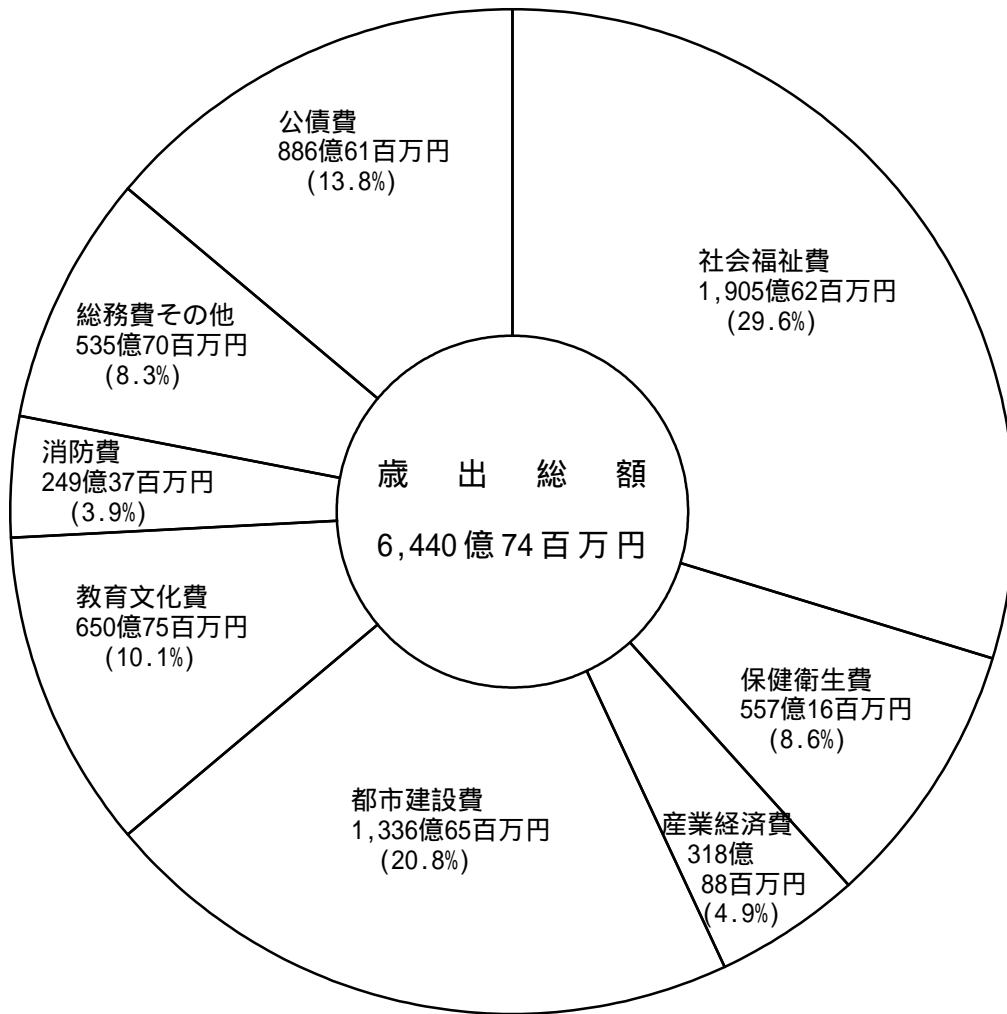 公債費
886億61百万円
(13.8%)
社会福祉費
1,905億62百万円
(29.6%)
総務費その他
535億70百万円
(8.3%)
消防費
249億37百万円
(3.9%)
歳出総額
6,440億74百万円
教育文化費
650億75百万円
(10.1%)
保健衛生費
557億16百万円
(8.6%)
都市建設費
1,336億65百万円
(20.8%)
産業経済費
318億
88百万円
(4.9%)